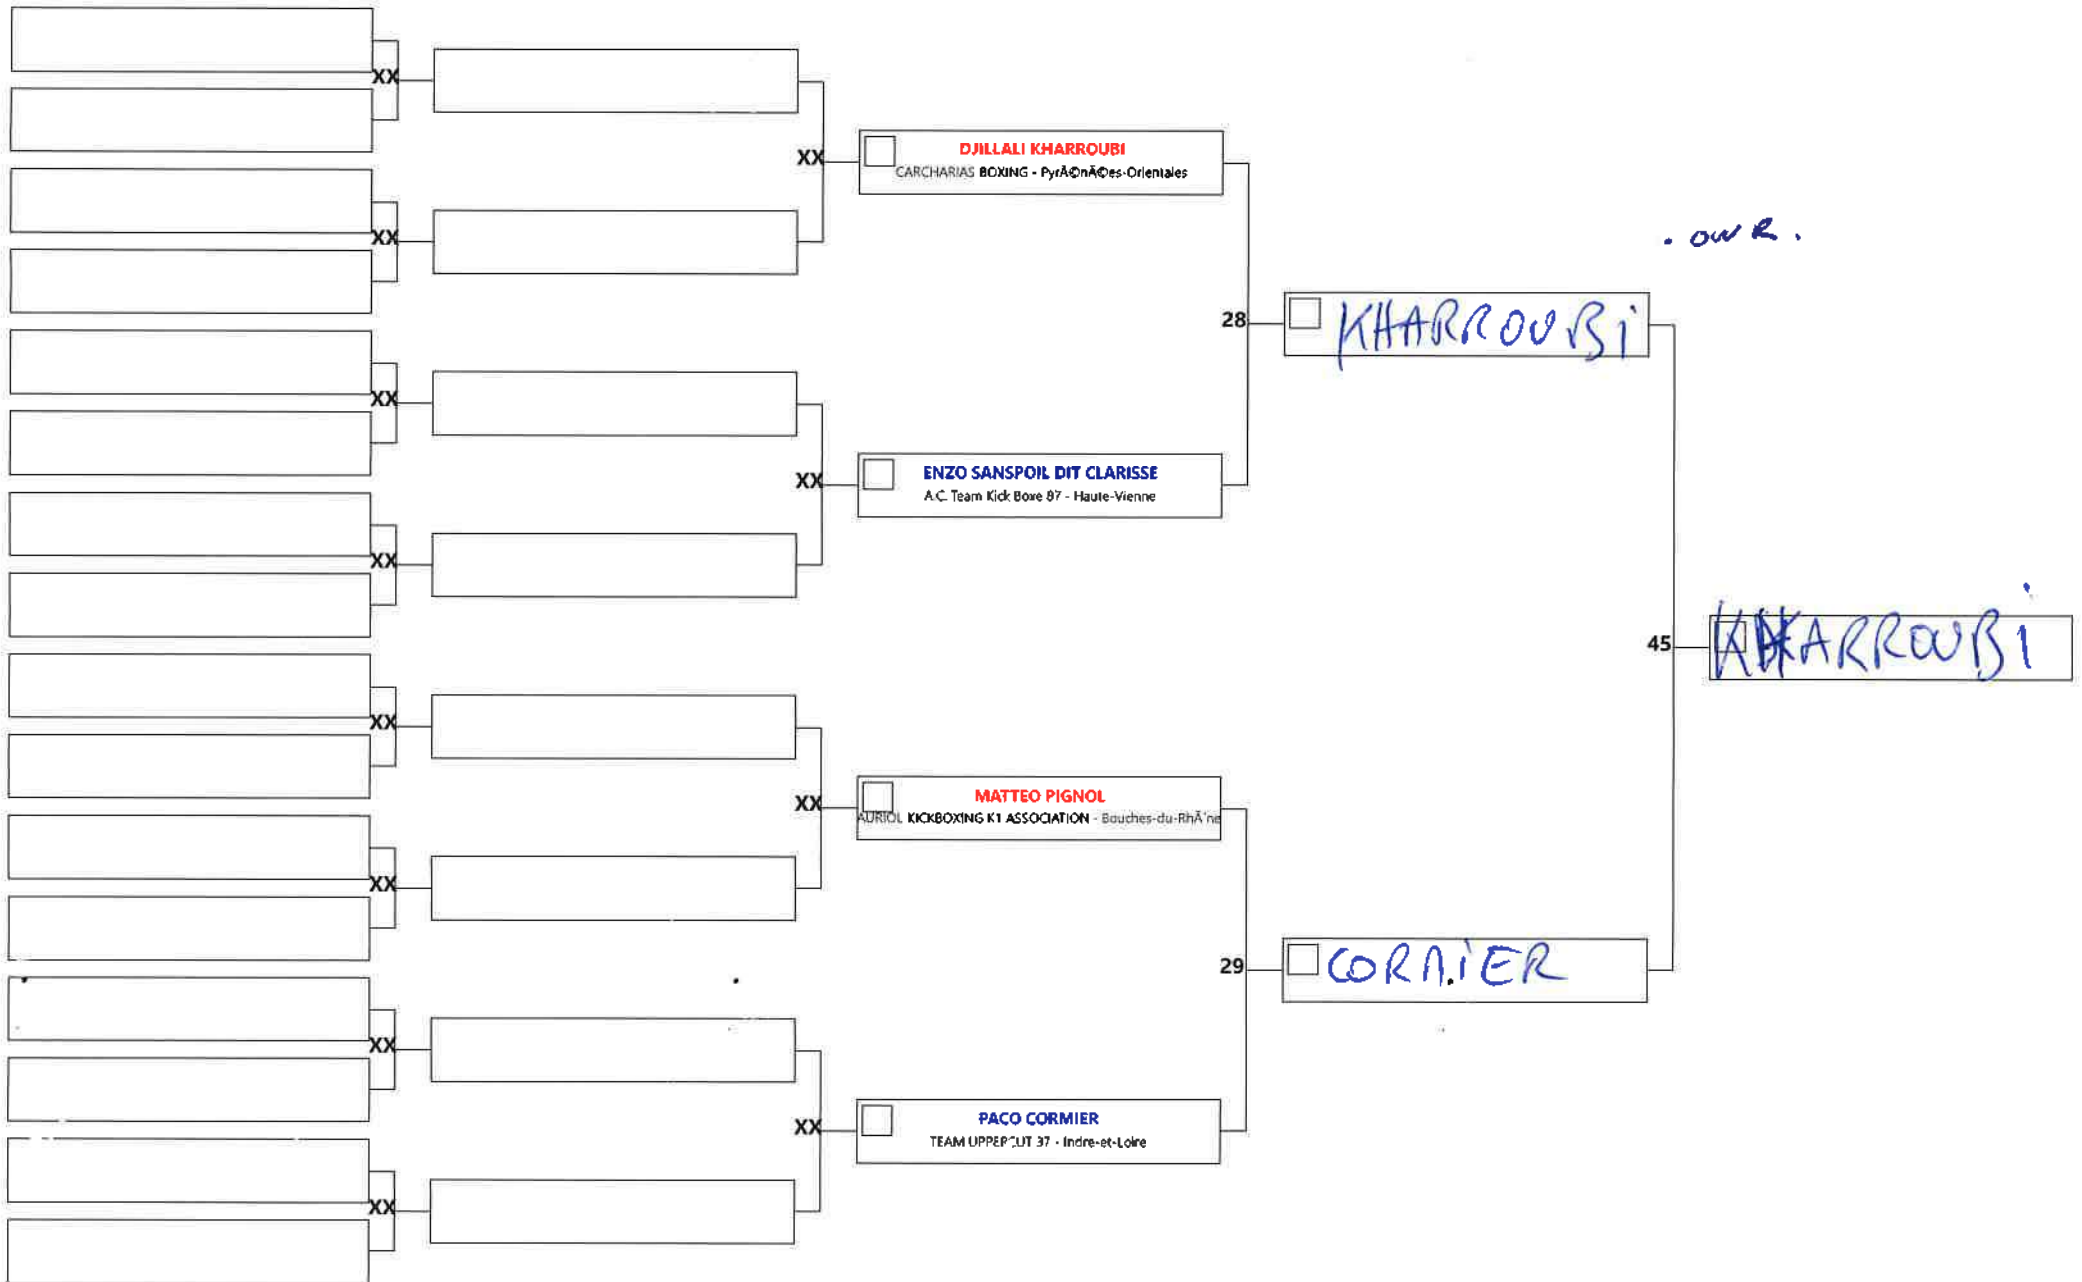 XX
XX
XX
DJILLALI KHARROUBI
CARCHARIAS BOXING - PyrÃ©nÃ©es-Orientales
. OWR.
28
KHARROUBi
XX
XX
ENZO SANSPOIL DIT CLARISSE
A.C. Team Kick Boxe 87 - Haute-Vienne
XX
45
KHARROUBi
XX
XX
MATTEO PIGNOL
AURIOL KICKBOXING K1 ASSOCIATION - Bouches-du-RhÃ´ne
XX
29
CORMiER
XX
XX
PACO CORMIER
TEAM UPPERCUT 37 - Indre-et-Loire
XX